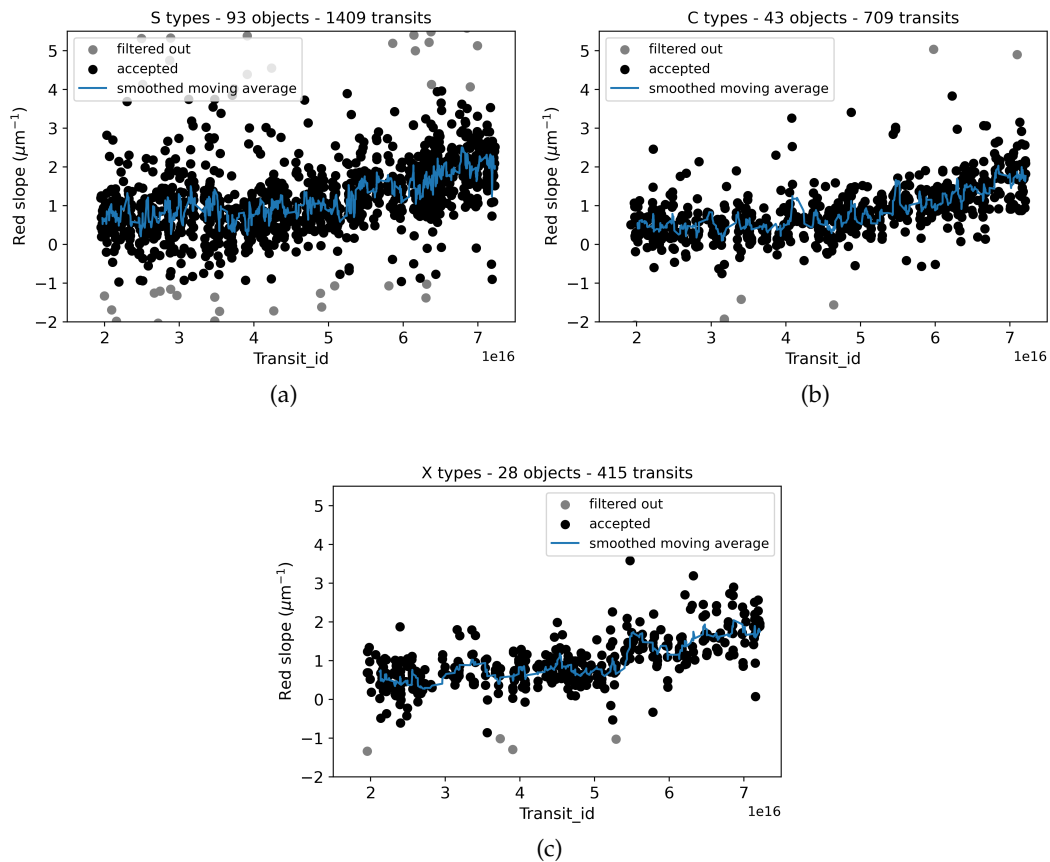 S types - 93 objects - 1409 transits
filtered out
accepted
smoothed moving average
5
4
3
2
1
0
−1
−2
Red slope (μm⁻¹)
2 3 4 5 6 7
1e16
Transit_id
(a)
C types - 43 objects - 709 transits
filtered out
accepted
smoothed moving average
5
4
3
2
1
0
−1
−2
Red slope (μm⁻¹)
2 3 4 5 6 7
1e16
Transit_id
(b)
X types - 28 objects - 415 transits
filtered out
accepted
smoothed moving average
5
4
3
2
1
0
−1
−2
Red slope (μm⁻¹)
2 3 4 5 6 7
1e16
Transit_id
(c)